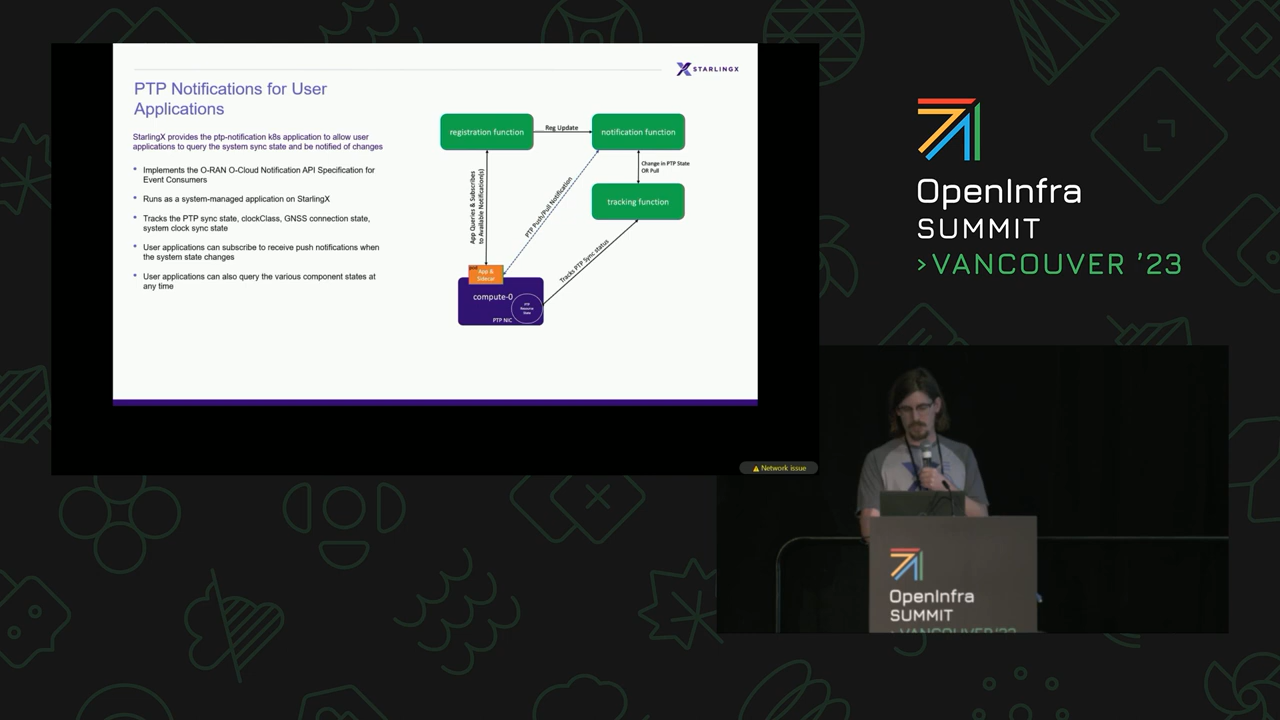 STARLINGX
PTP Notifications for User
Applications
StarlingX provides the ptp-notification k8s application to allow user
applications to query the system sync state and be notified of changes
• Implements the O-RAN O-Cloud Notification API Specification for
Event Consumers
• Runs as a system-managed application on StarlingX
• Tracks the PTP sync state, clockClass, GNSS connection state,
system clock sync state
• User applications can subscribe to receive push notifications when
the system state changes
• User applications can also query the various component states at
any time
registration function
Reg Update
notification function
Change in PTP State
OR Pull
tracking function
App Queries & Subscribes
to Available Notification(s)
PTP Push/Pull Notification
Tracks PTP Sync status
App &
Sidecar
compute-0
PTP NIC
Network issue
OpenInfra
SUMMIT
>VANCOUVER '23
OpenInfra
SUMMIT
>VANCOUVER'23